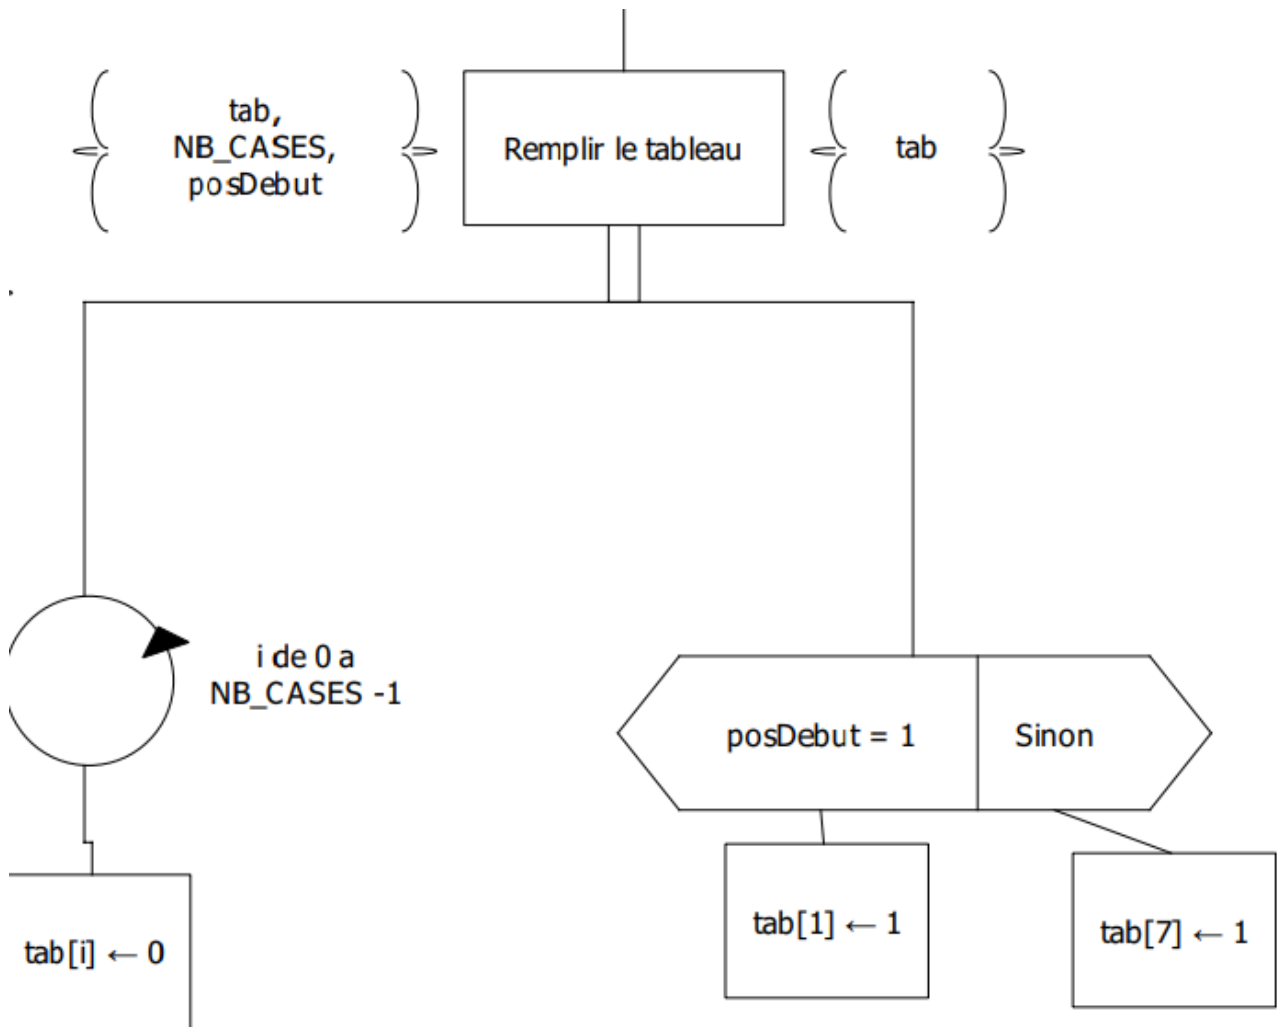 tab,
NB_CASES,
posDebut
Remplir le tableau
tab
i de 0 a
NB_CASES -1
posDebut = 1
Sinon
tab[i] ← 0
tab[1] ← 1
tab[7] ← 1